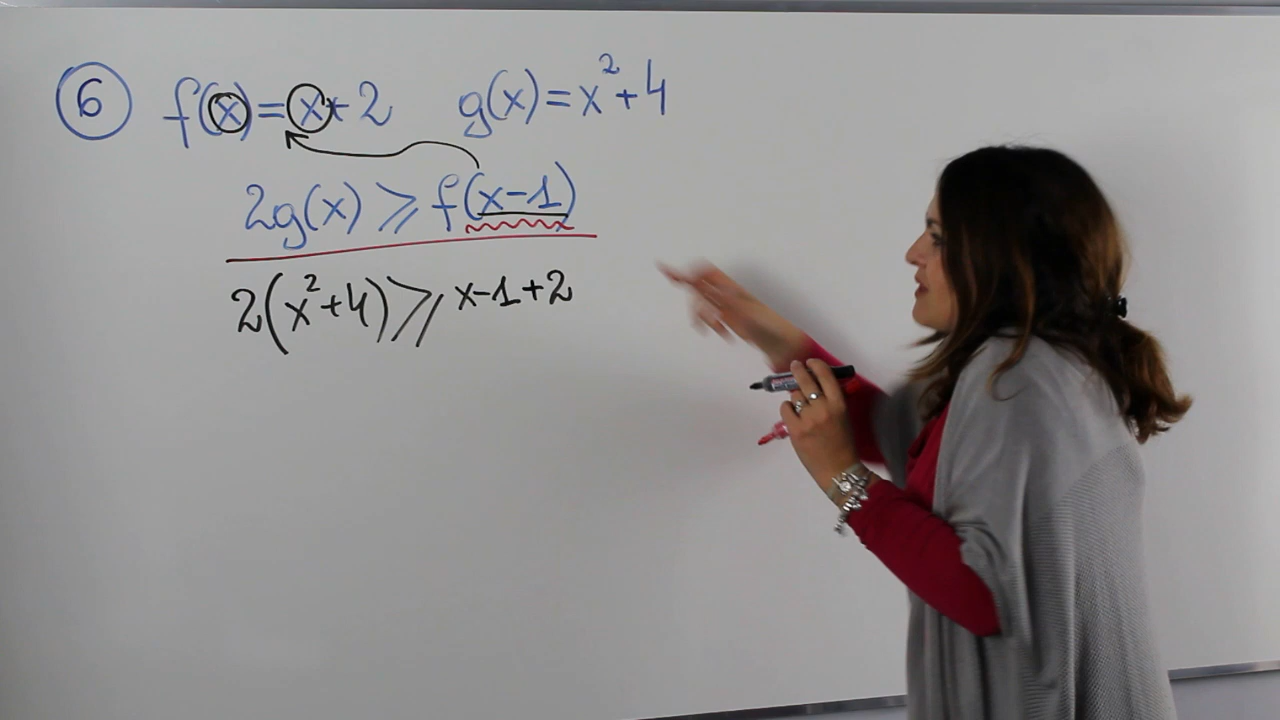 6 f(x)=x+2 g(x)=x²+4
2g(x)⩾f(x-1)
2(x²+4)⩾x-1+2